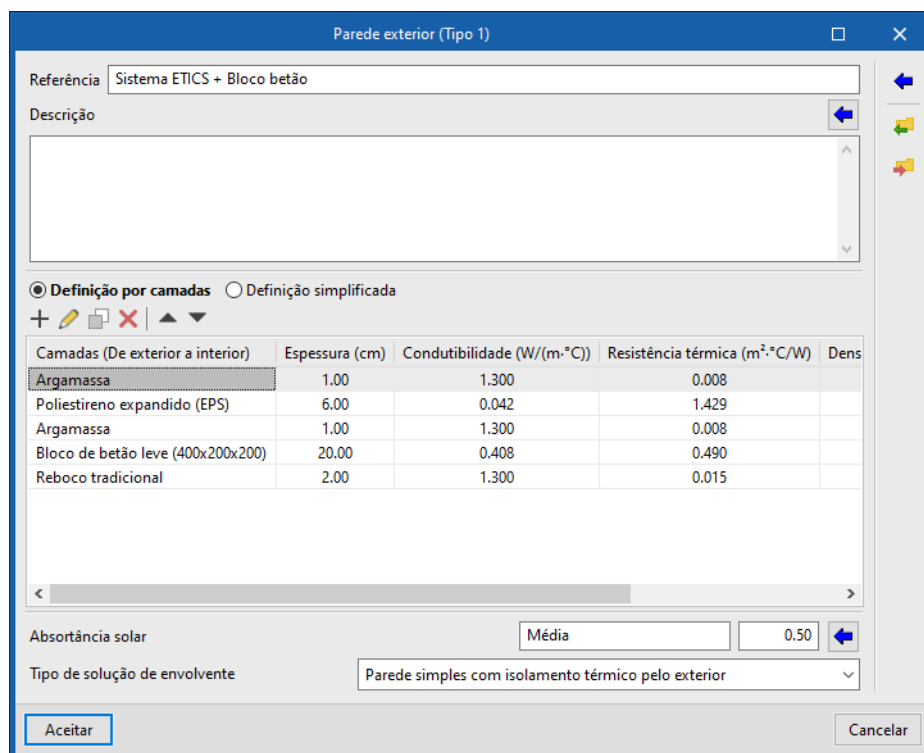 Parede exterior (Tipo 1)
Referência Sistema ETICS + Bloco betão
Descrição
Definição por camadas Definição simplificada
Camadas (De exterior a interior) Espessura (cm) Condutibilidade (W/(m·°C)) Resistência térmica (m²·°C/W) Dens
Argamassa 1.00 1.300 0.008
Poliestireno expandido (EPS) 6.00 0.042 1.429
Argamassa 1.00 1.300 0.008
Bloco de betão leve (400x200x200) 20.00 0.408 0.490
Reboco tradicional 2.00 1.300 0.015
Absortância solar Média 0.50
Tipo de solução de envolvente Parede simples com isolamento térmico pelo exterior
Aceitar Cancelar